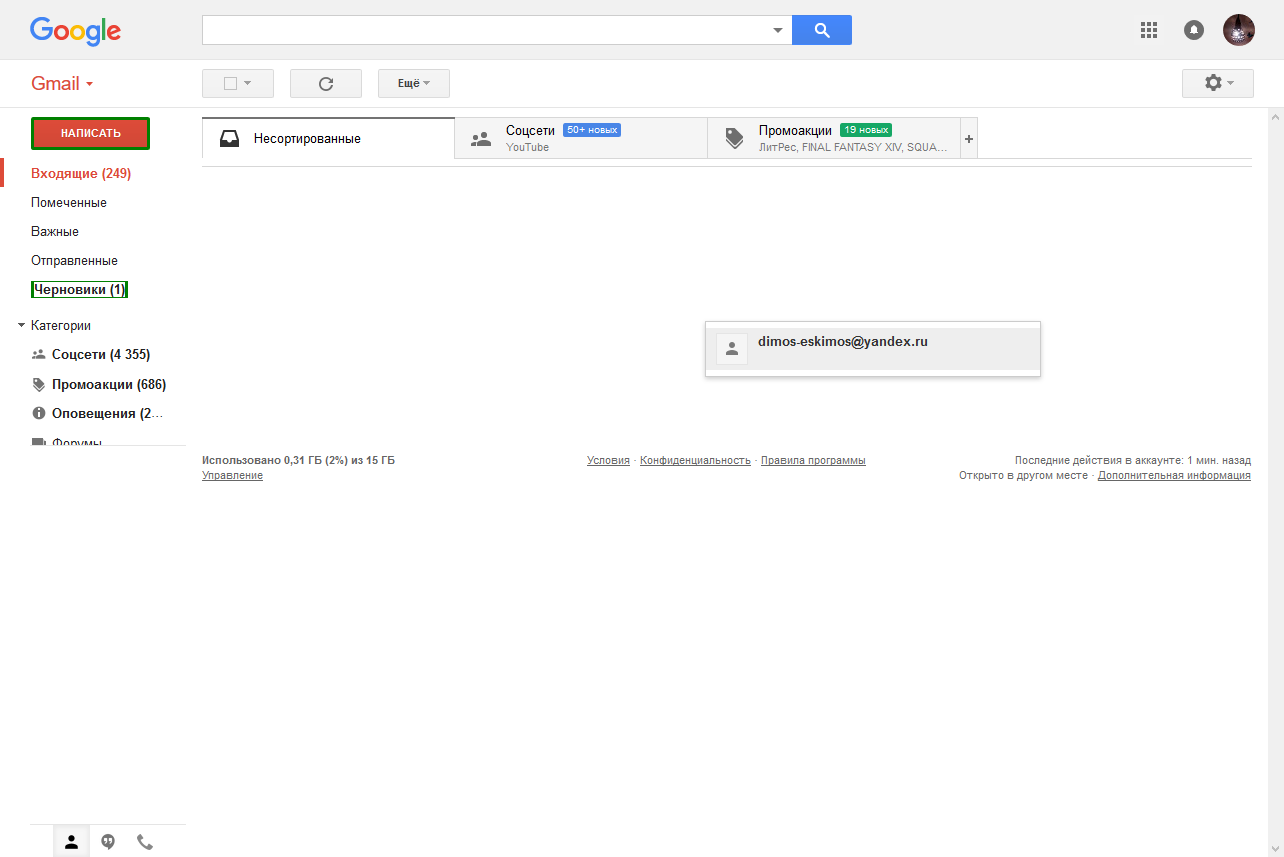 Google
Gmail
Ещё
НАПИСАТЬ
Входящие (249)
Помеченные
Важные
Отправленные
Черновики (1)
Категории
Соцсети (4 355)
Промоакции (686)
Оповещения (2…
Форумы
Несортированные
Соцсети 50+ новых
YouTube
Промоакции 19 новых
ЛитРес, FINAL FANTASY XIV, SQUA…
+
dimos-eskimos@yandex.ru
Использовано 0,31 ГБ (2%) из 15 ГБ
Управление
Условия · Конфиденциальность · Правила программы
Последние действия в аккаунте: 1 мин. назад
Открыто в другом месте · Дополнительная информация